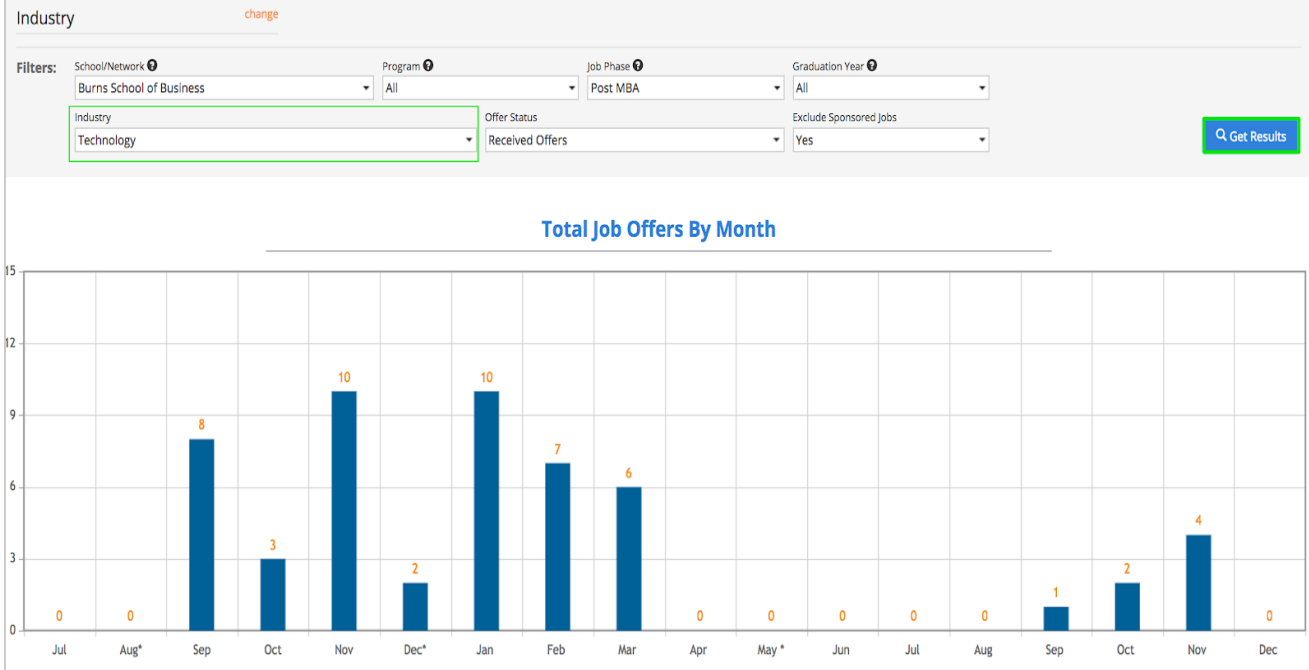 Industry change
Filters: School/Network ? Program ? Job Phase ? Graduation Year ?
Burns School of Business All Post MBA All
Industry Offer Status Exclude Sponsored Jobs
Technology Received Offers Yes Get Results
Total Job Offers By Month
15
12
10 10
9
8
7
6 6
4
3 3
2 2
1
0 0 0 0 0 0 0 0
0
Jul Aug* Sep Oct Nov Dec* Jan Feb Mar Apr May * Jun Jul Aug Sep Oct Nov Dec